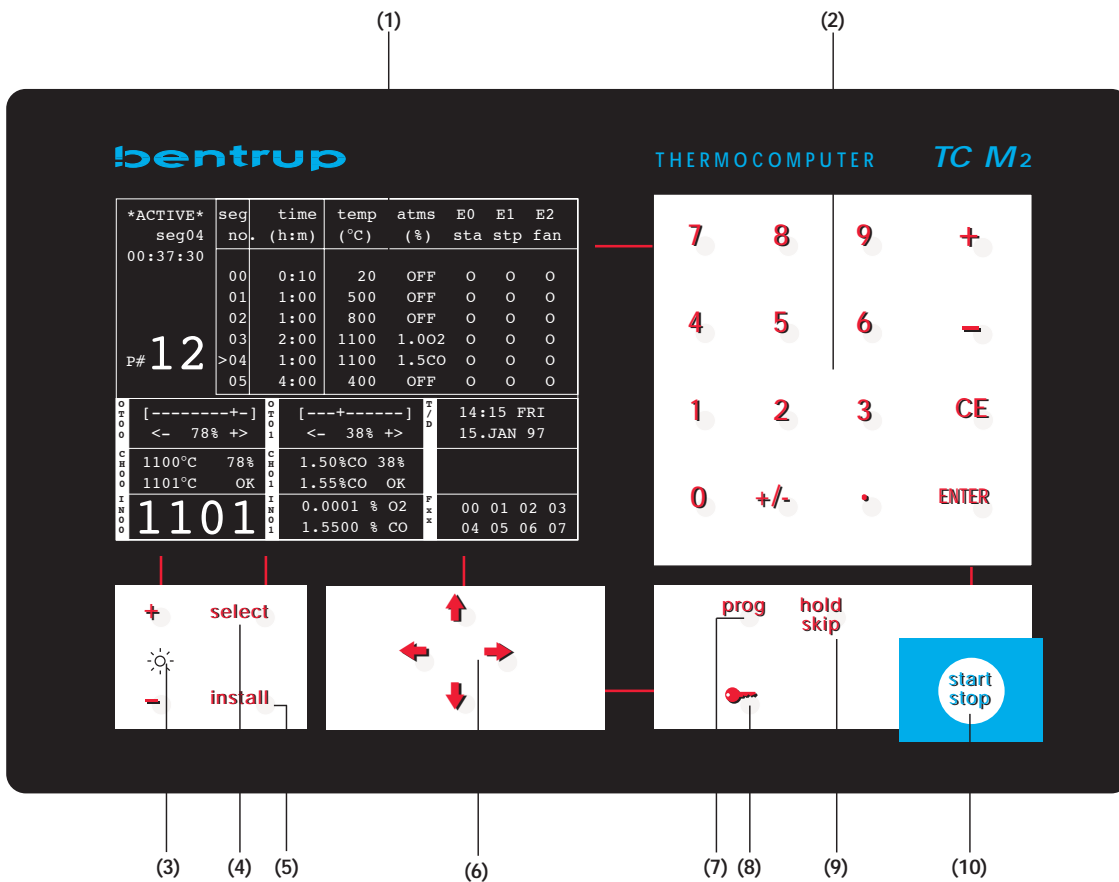 (1) (2)
bentrup
THERMOCOMPUTER TC M2
*ACTIVE* seg time temp atms E0 E1 E2
seg04 no. (h:m) (°C) (%) sta stp fan
00:37:30
00 0:10 20 OFF O O O
01 1:00 500 OFF O O O
02 1:00 800 OFF O O O
03 2:00 1100 1.0O2 O O O
P#12 >04 1:00 1100 1.5CO O O O
05 4:00 400 OFF O O O
OT00 [--------+-] OT01 [---+------] T/D 14:15 FRI
<- 78% +> <- 38% +> 15.JAN 97
CH00 1100°C 78% CH01 1.50%CO 38%
1101°C OK 1.55%CO OK
IN00 1101 IN01 0.0001 % O2 Fxx 00 01 02 03
1.5500 % CO 04 05 06 07
7 8 9 +
4 5 6 -
1 2 3 CE
0 +/- . ENTER
+ select
- install
prog hold
skip
start
stop
(3) (4) (5) (6) (7) (8) (9) (10)